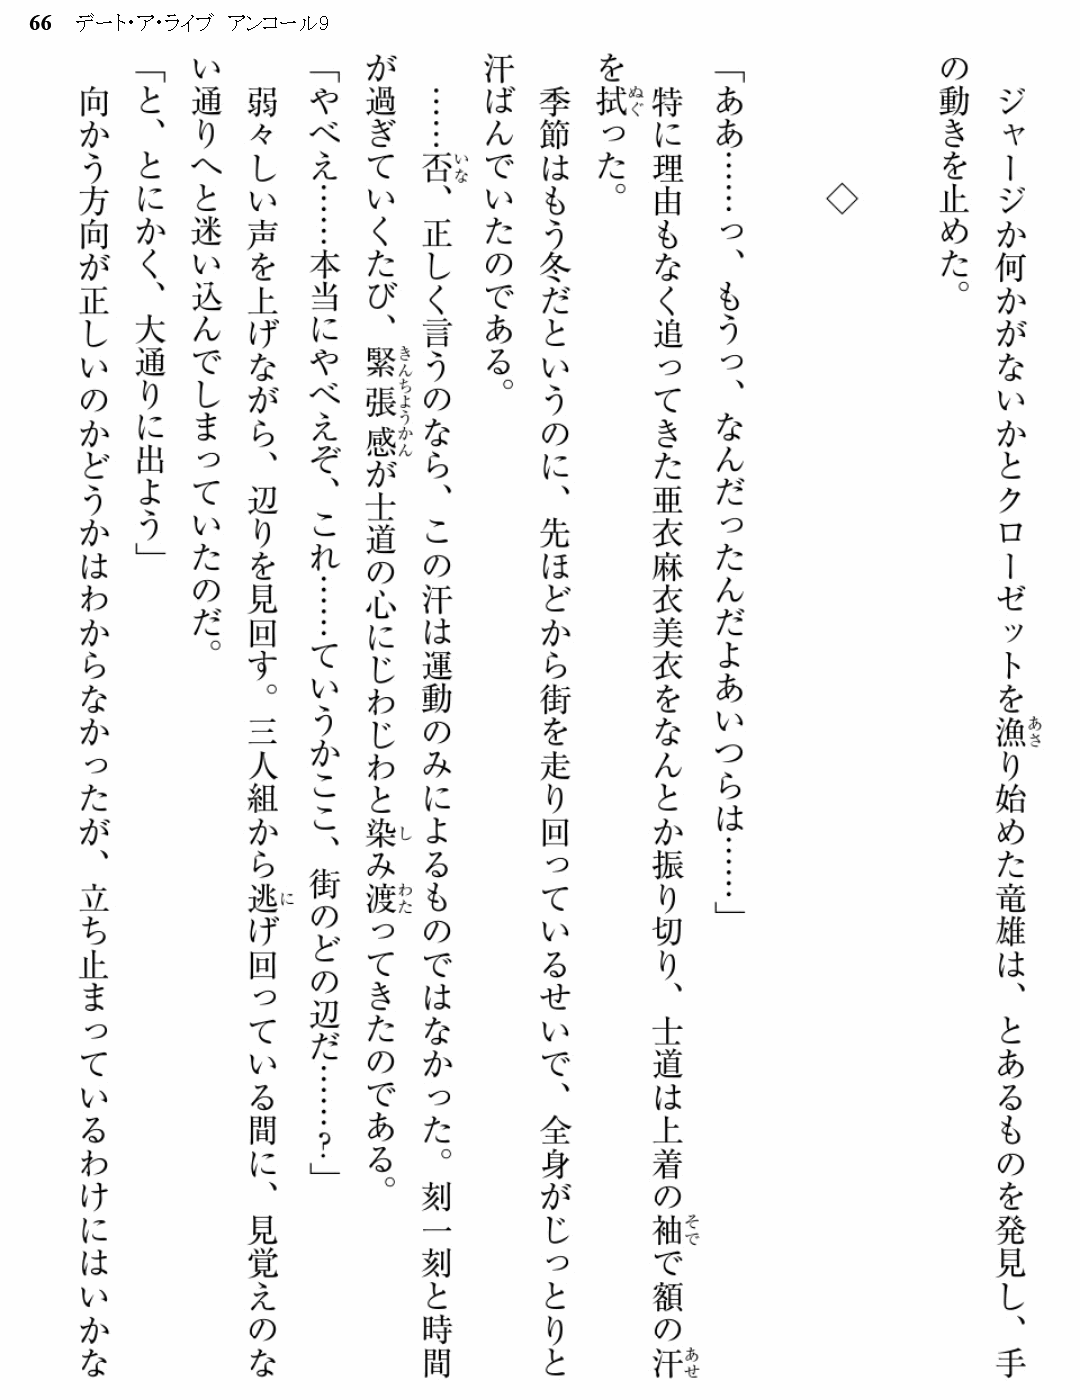 66 デート・ア・ライブ アンコール9
　ジャージか何かがないかとクローゼットを漁り始めた竜雄は、とあるものを発見し、手
の動きを止めた。
◇
「ああ……っ、もうっ、なんだったんだよあいつらは……」
　特に理由もなく追ってきた亜衣麻衣美衣をなんとか振り切り、士道は上着の袖で額の汗
を拭った。
　季節はもう冬だというのに、先ほどから街を走り回っているせいで、全身がじっとりと
汗ばんでいたのである。
　……否、正しく言うのなら、この汗は運動のみによるものではなかった。刻一刻と時間
が過ぎていくたび、緊張感が士道の心にじわじわと染み渡ってきたのである。
「やべえ……本当にやべえぞ、これ……ていうかここ、街のどの辺だ……？」
　弱々しい声を上げながら、辺りを見回す。三人組から逃げ回っている間に、見覚えのな
い通りへと迷い込んでしまっていたのだ。
「と、とにかく、大通りに出よう」
　向かう方向が正しいのかどうかはわからなかったが、立ち止まっているわけにはいかな